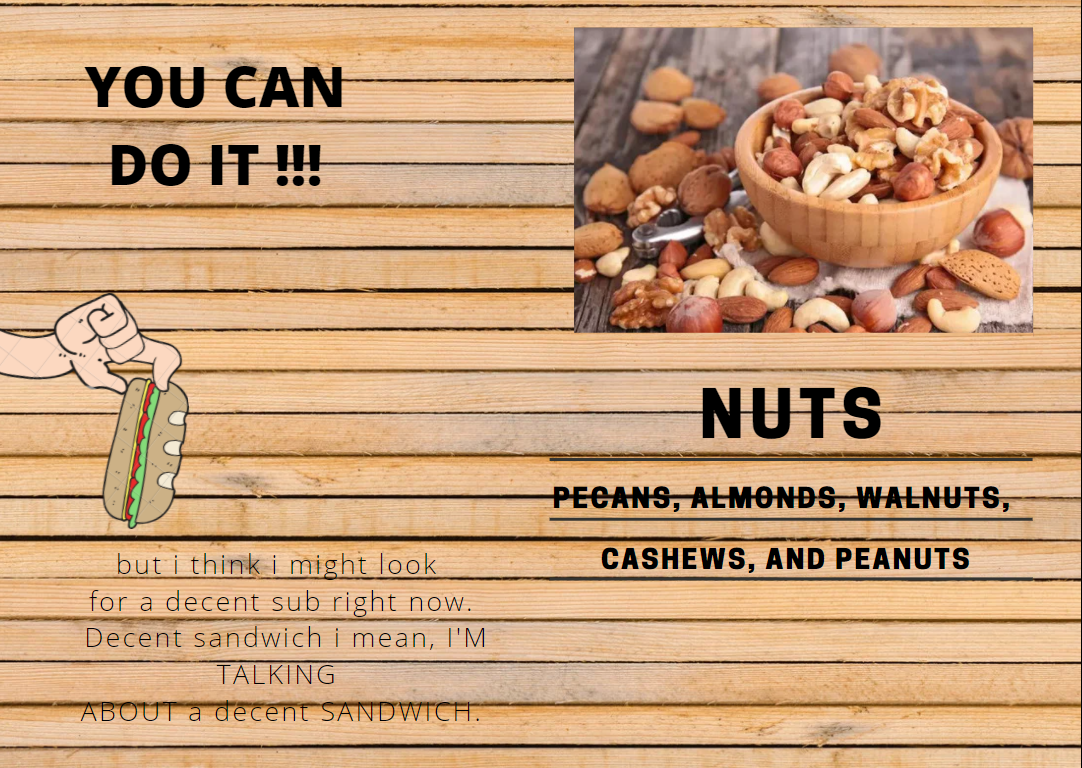 YOU CAN
DO IT !!!
but i think i might look
for a decent sub right now.
Decent sandwich i mean, I'M
TALKING
ABOUT a decent SANDWICH.
NUTS
PECANS, ALMONDS, WALNUTS,
CASHEWS, AND PEANUTS